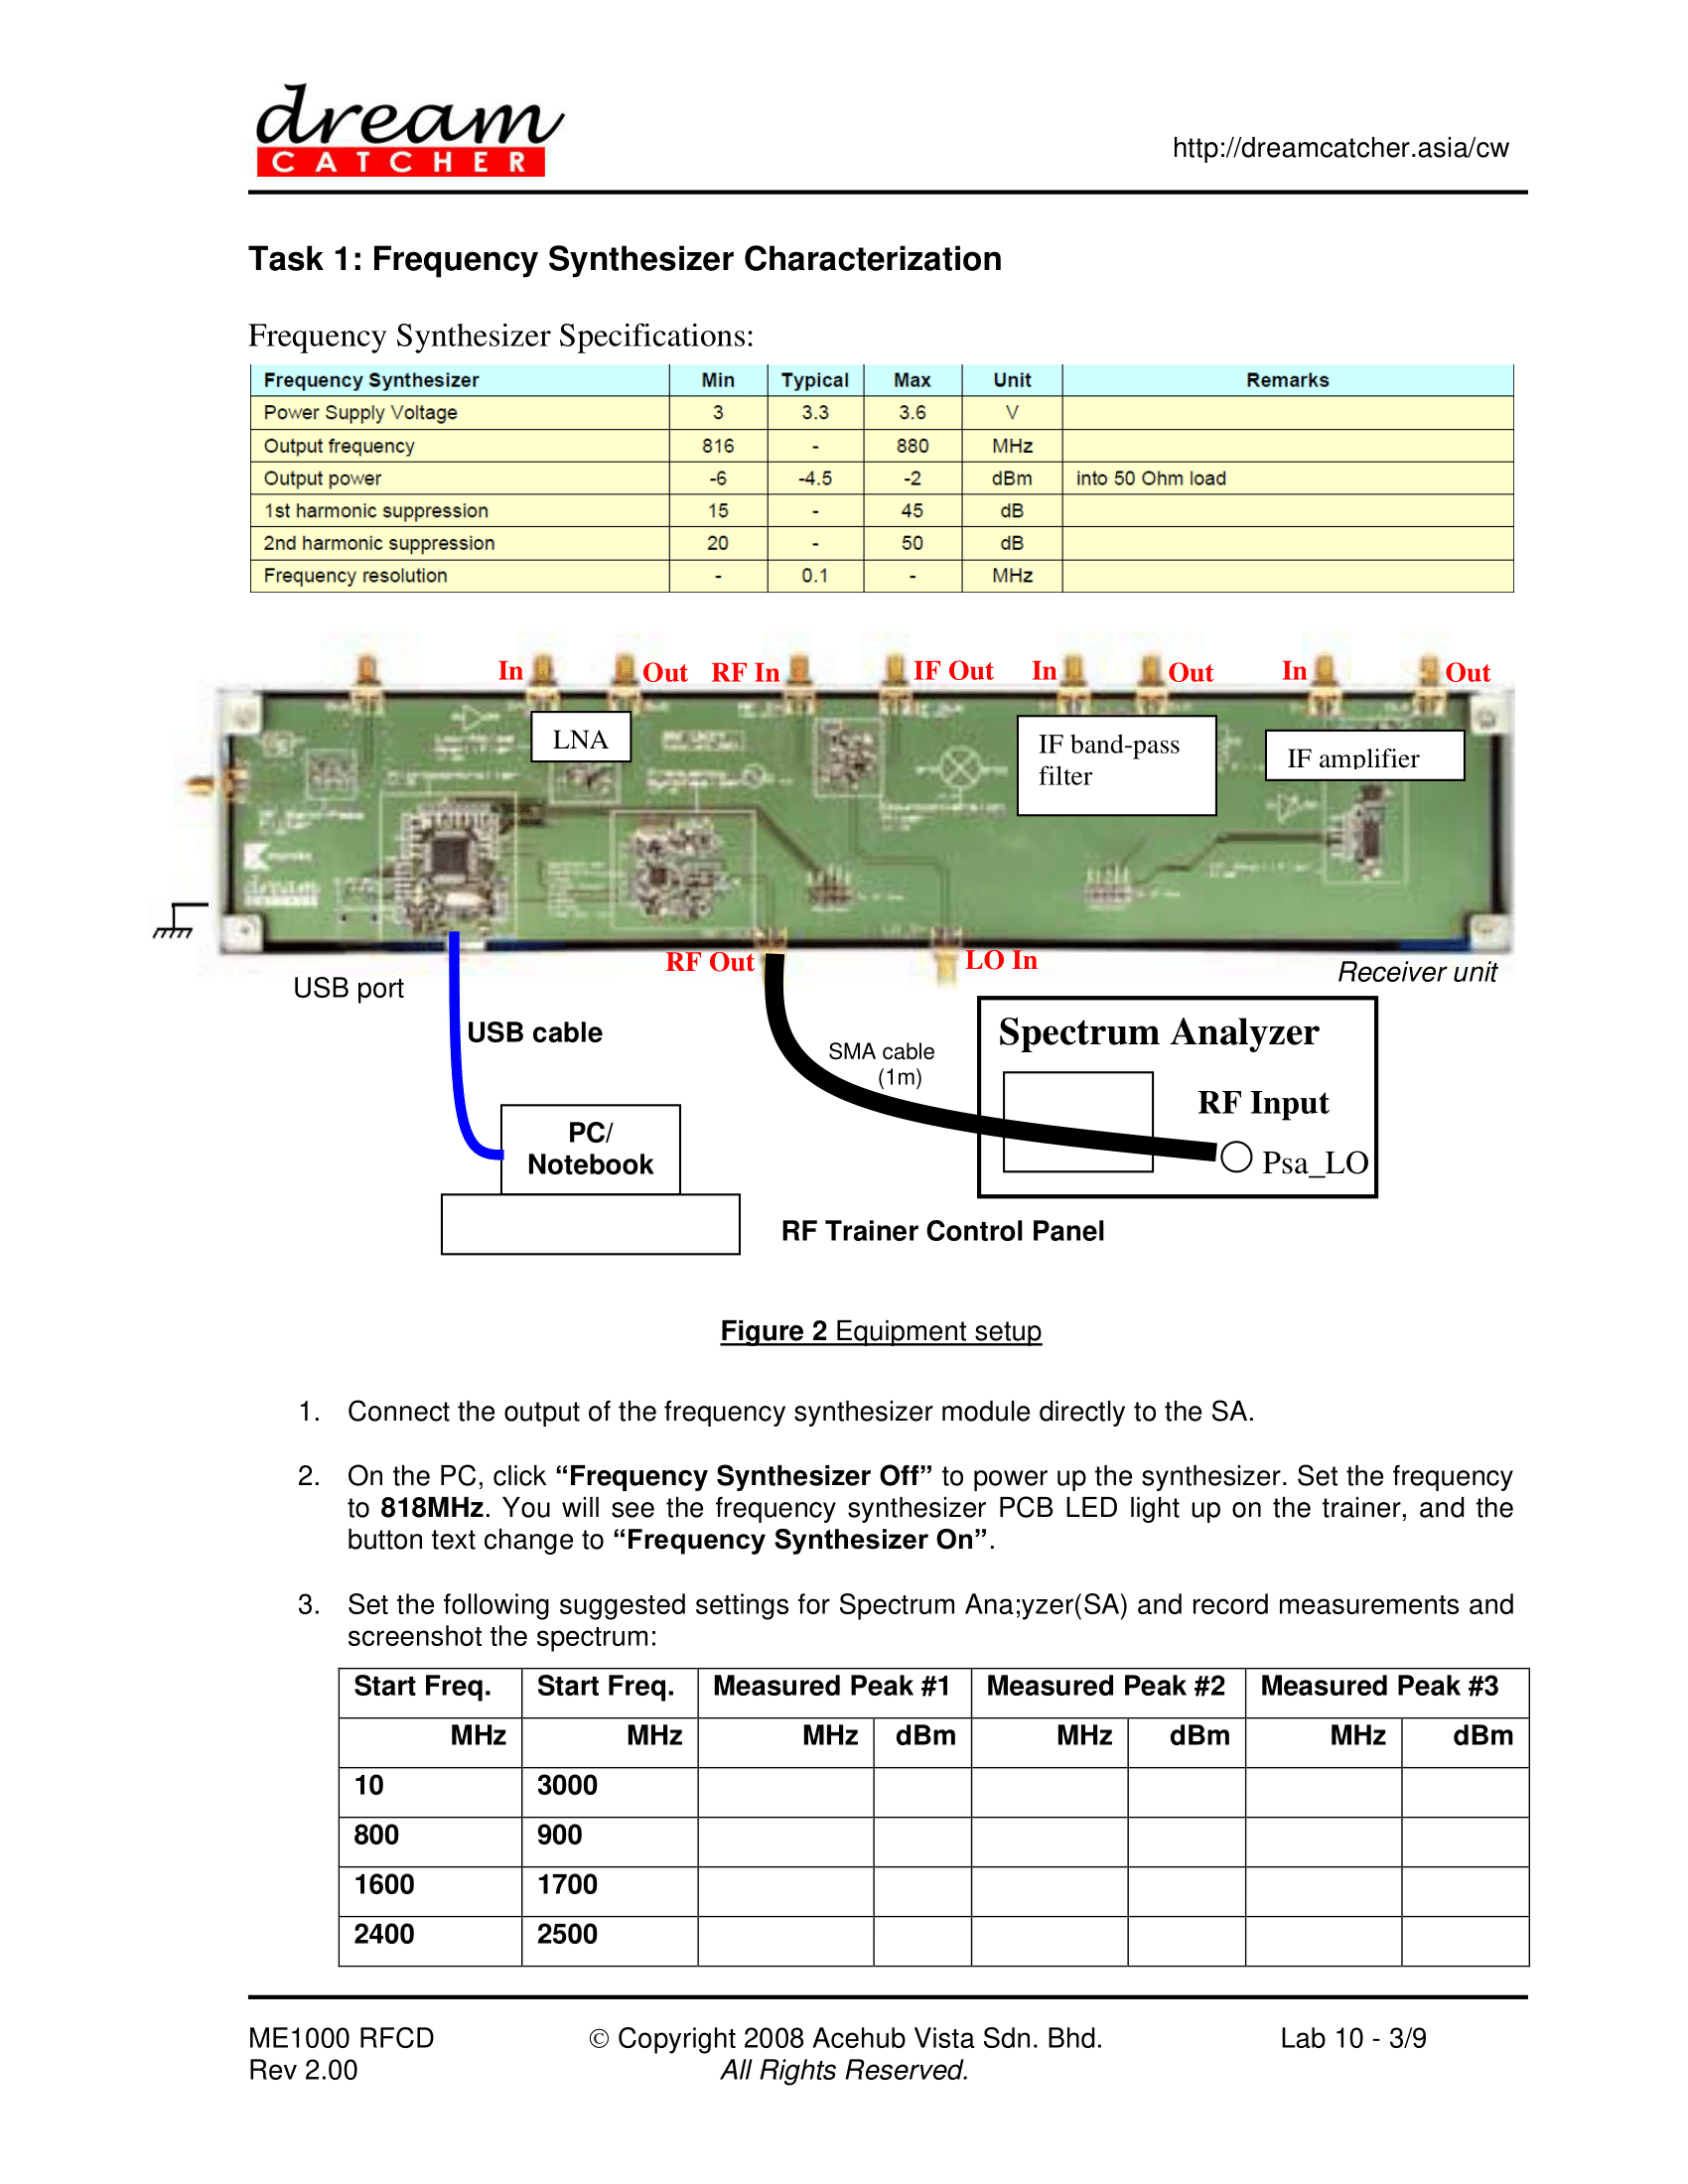 dream
CATCHER
http://dreamcatcher.asia/cw
Task 1: Frequency Synthesizer Characterization
Frequency Synthesizer Specifications:
Frequency Synthesizer Min Typical Max Unit Remarks
Power Supply Voltage 3 3.3 3.6 V
Output frequency 816 - 880 MHz
Output power -6 -4.5 -2 dBm into 50 Ohm load
1st harmonic suppression 15 - 45 dB
2nd harmonic suppression 20 - 50 dB
Frequency resolution - 0.1 - MHz
In Out RF In IF Out In Out In Out
LNA
IF band-pass
filter
IF amplifier
dream
RF Out LO In
Receiver unit
USB port
USB cable
SMA cable
(1m)
Spectrum Analyzer
RF Input
Psa_LO
PC/
Notebook
RF Trainer Control Panel
Figure 2 Equipment setup
1. Connect the output of the frequency synthesizer module directly to the SA.
2. On the PC, click “Frequency Synthesizer Off” to power up the synthesizer. Set the frequency
to 818MHz. You will see the frequency synthesizer PCB LED light up on the trainer, and the
button text change to “Frequency Synthesizer On”.
3. Set the following suggested settings for Spectrum Ana;yzer(SA) and record measurements and
screenshot the spectrum:
Start Freq. Start Freq. Measured Peak #1 Measured Peak #2 Measured Peak #3
MHz MHz MHz dBm MHz dBm MHz dBm
10 3000
800 900
1600 1700
2400 2500
ME1000 RFCD © Copyright 2008 Acehub Vista Sdn. Bhd. Lab 10 - 3/9
Rev 2.00 All Rights Reserved.